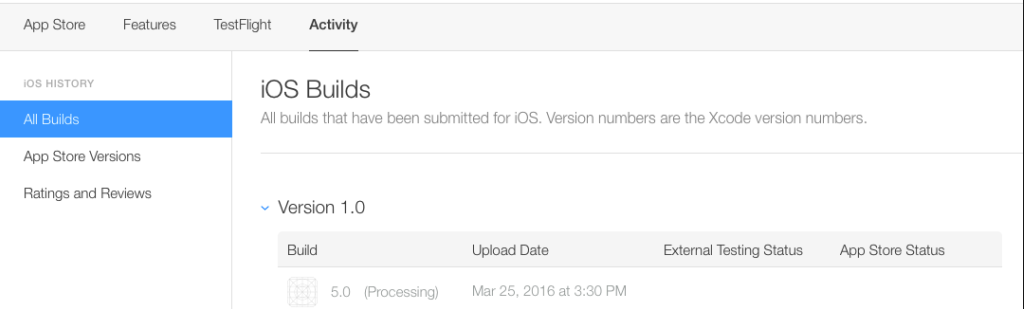 App Store Features TestFlight Activity
iOS HISTORY
All Builds
App Store Versions
Ratings and Reviews
iOS Builds
All builds that have been submitted for iOS. Version numbers are the Xcode version numbers.
Version 1.0
Build Upload Date External Testing Status App Store Status
5.0 (Processing) Mar 25, 2016 at 3:30 PM